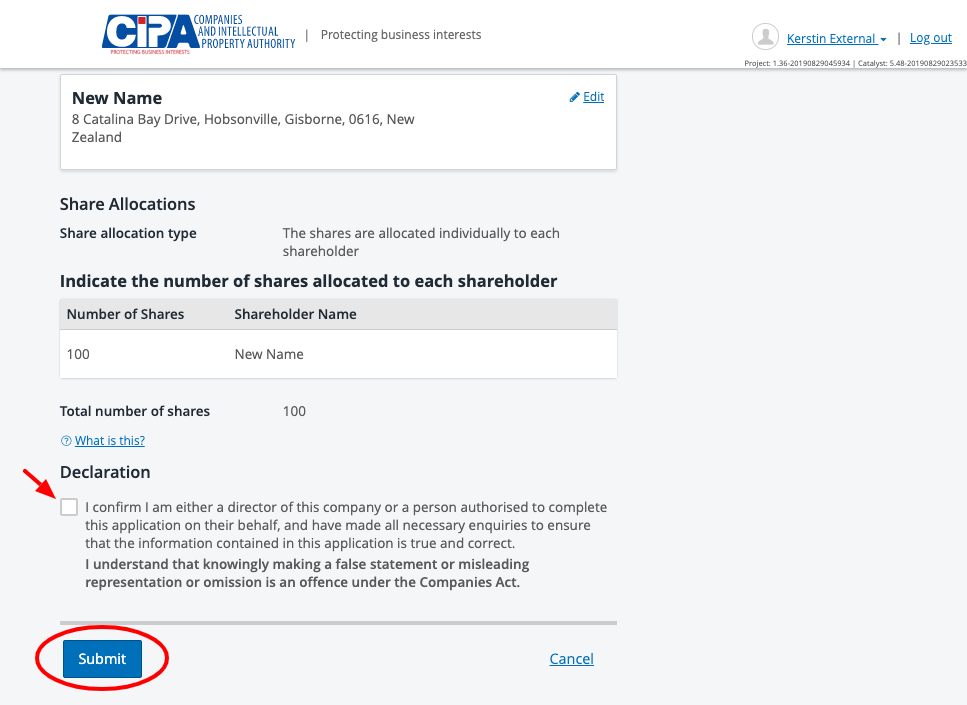 CIPA COMPANIES
AND INTELLECTUAL
PROPERTY AUTHORITY
PROTECTING BUSINESS INTERESTS
| Protecting business interests
Kerstin External | Log out
Project: 1.36-20190829045934 | Catalyst: 5.48-20190829023533
New Name Edit
8 Catalina Bay Drive, Hobsonville, Gisborne, 0616, New
Zealand
Share Allocations
Share allocation type The shares are allocated individually to each
shareholder
Indicate the number of shares allocated to each shareholder
Number of Shares Shareholder Name
100 New Name
Total number of shares 100
What is this?
Declaration
I confirm I am either a director of this company or a person authorised to complete
this application on their behalf, and have made all necessary enquiries to ensure
that the information contained in this application is true and correct.
I understand that knowingly making a false statement or misleading
representation or omission is an offence under the Companies Act.
Submit Cancel